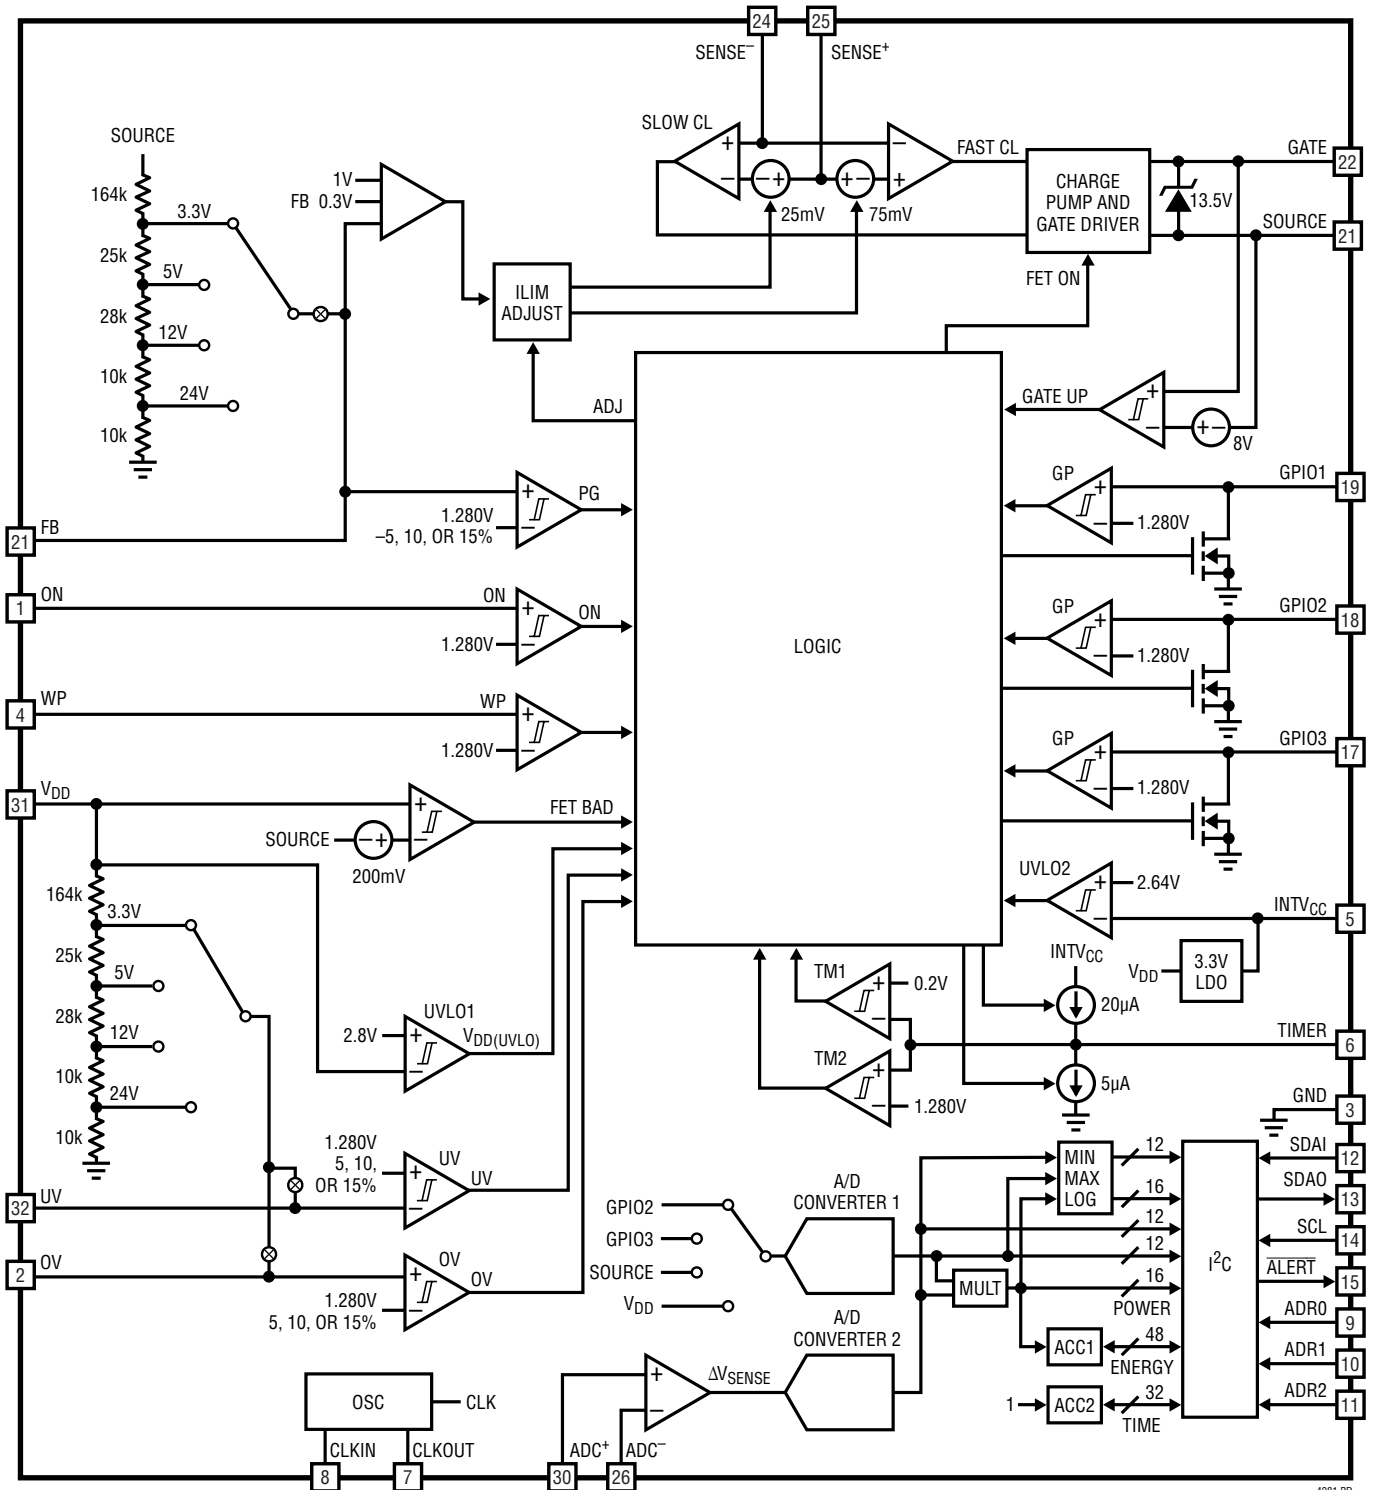 24
25
SENSE–
SENSE+
SOURCE
164k
3.3V
25k
5V
28k
12V
10k
24V
10k
1V
FB 0.3V
ILIM
ADJUST
ADJ
SLOW CL
+
–
–+
25mV
+–
75mV
–
+
FAST CL
CHARGE
PUMP AND
GATE DRIVER
FET ON
13.5V
GATE
22
SOURCE
21
GATE UP
+
–
+–
8V
LOGIC
21
FB
+
–
PG
1.280V
–5, 10, OR 15%
1
ON
ON
+
–
ON
1.280V
4
WP
WP
+
–
1.280V
31
VDD
+
–
FET BAD
SOURCE
–+
200mV
164k
3.3V
25k
5V
28k
12V
10k
24V
10k
UVLO1
2.8V
+
–
VDD(UVLO)
1.280V
5, 10,
OR 15%
UV
+
–
UV
32
UV
2
OV
OV
+
–
OV
1.280V
5, 10, OR 15%
GP
+
–
1.280V
GPIO1
19
GP
+
–
1.280V
GPIO2
18
GP
+
–
1.280V
GPIO3
17
UVLO2
+
–
2.64V
INTVCC
5
VDD
3.3V
LDO
TM1
+
–
0.2V
INTVCC
20µA
TIMER
6
TM2
+
–
1.280V
5µA
GND
3
GPIO2
GPIO3
SOURCE
VDD
A/D
CONVERTER 1
A/D
CONVERTER 2
+
–
ΔVSENSE
MIN
MAX
LOG
12
16
12
12
MULT
16
POWER
ACC1
48
ENERGY
1
ACC2
32
TIME
I2C
SDAI
12
SDAO
13
SCL
14
ALERT
15
ADR0
9
ADR1
10
ADR2
11
OSC
CLK
CLKIN
CLKOUT
8
7
ADC+
ADC–
30
26